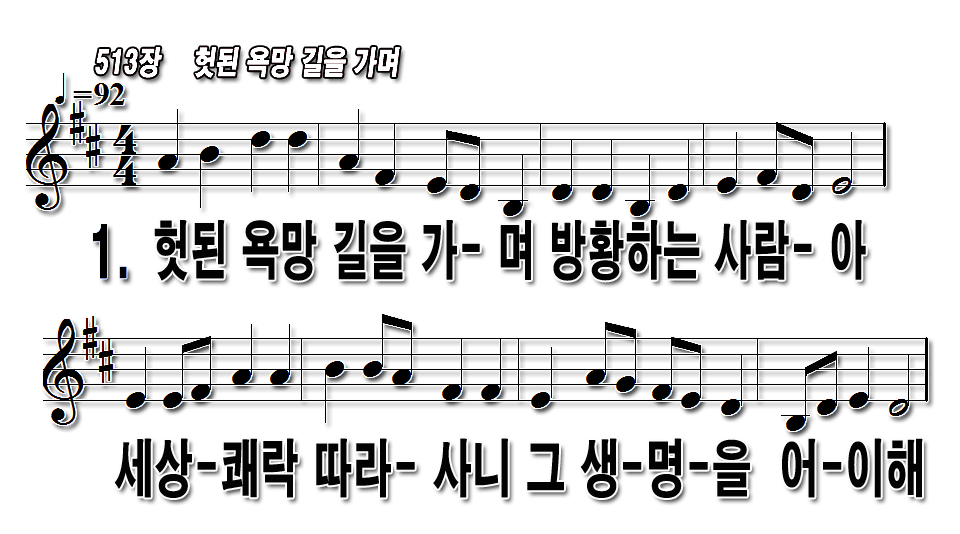 513장 헛된 욕망 길을 가며
♩=92
4/4
1. 헛된 욕망 길을 가- 며 방황하는 사람- 아
세상-쾌락 따라- 사니 그 생-명-을 어-이해